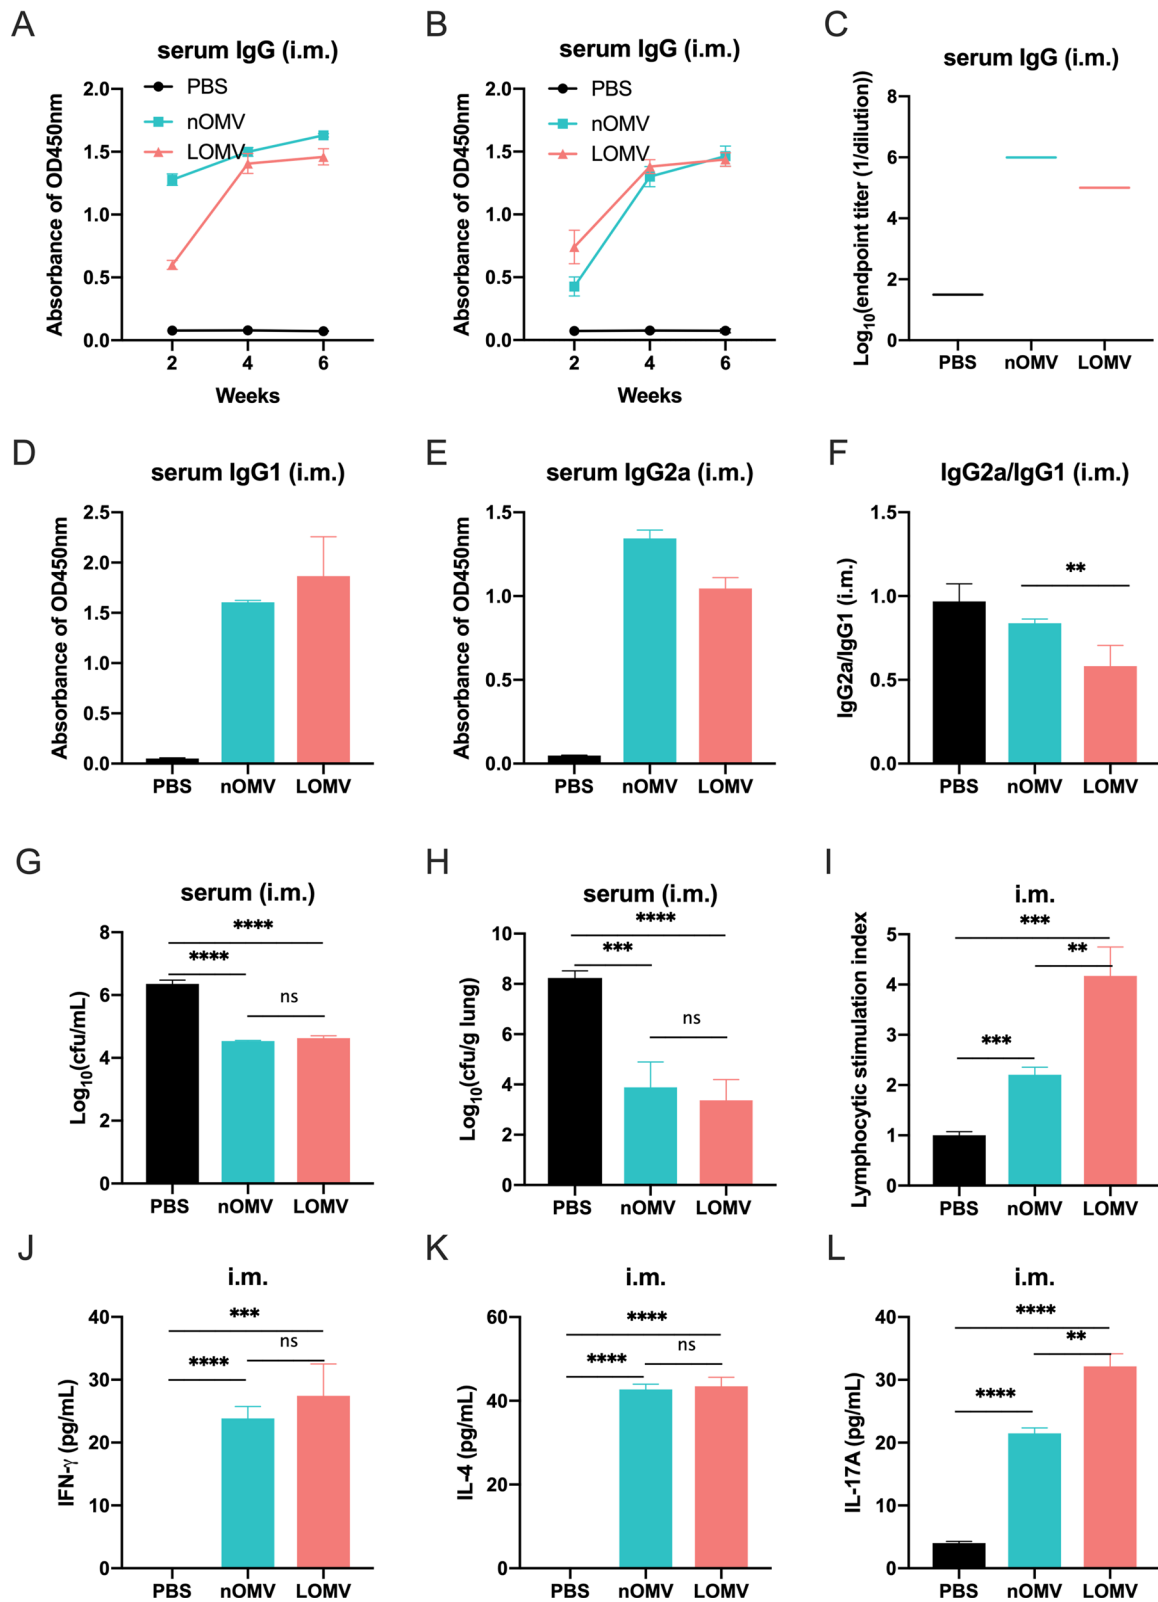 A
serum IgG (i.m.)
PBS
nOMV
LOMV
Absorbance of OD450nm
2.0
1.5
1.0
0.5
0.0
2 4 6
Weeks
B
serum IgG (i.m.)
PBS
nOMV
LOMV
Absorbance of OD450nm
2.0
1.5
1.0
0.5
0.0
2 4 6
Weeks
C
serum IgG (i.m.)
Log10(endpoint titer (1/dilution))
8
6
4
2
0
PBS nOMV LOMV
D
serum IgG1 (i.m.)
Absorbance of OD450nm
2.5
2.0
1.5
1.0
0.5
0.0
PBS nOMV LOMV
E
serum IgG2a (i.m.)
Absorbance of OD450nm
1.5
1.0
0.5
0.0
PBS nOMV LOMV
F
IgG2a/IgG1 (i.m.)
IgG2a/IgG1 (i.m.)
1.5
1.0
0.5
0.0
**
PBS nOMV LOMV
G
serum (i.m.)
Log10(cfu/mL)
8
6
4
2
0
****
****
ns
PBS nOMV LOMV
H
serum (i.m.)
Log10(cfu/g lung)
10
8
6
4
2
0
****
***
ns
PBS nOMV LOMV
I
i.m.
Lymphocytic stimulation index
5
4
3
2
1
0
***
**
***
PBS nOMV LOMV
J
i.m.
IFN-γ (pg/mL)
40
30
20
10
0
***
ns
****
PBS nOMV LOMV
K
i.m.
IL-4 (pg/mL)
60
40
20
0
****
****
ns
PBS nOMV LOMV
L
i.m.
IL-17A (pg/mL)
40
30
20
10
0
****
**
****
PBS nOMV LOMV